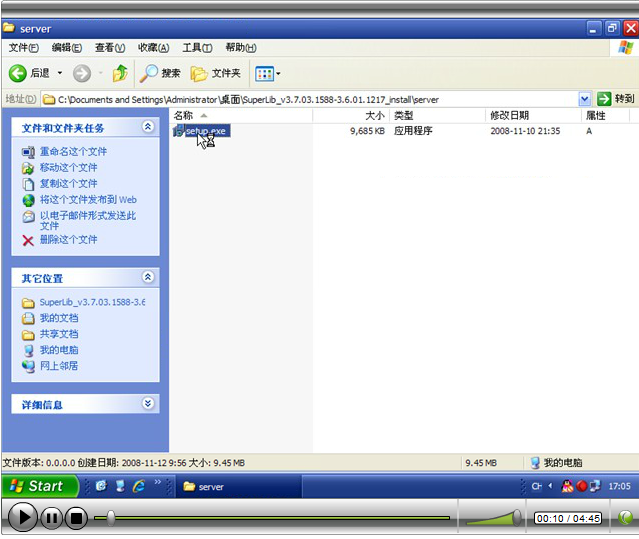 server
文件(F) 编辑(E) 查看(V) 收藏(A) 工具(T) 帮助(H)
后退 搜索 文件夹
地址(D) C:\Documents and Settings\Administrator\桌面\SuperLib_v3.7.03.1588-3.6.01.1217_install\server 转到
文件和文件夹任务
重命名这个文件
移动这个文件
复制这个文件
将这个文件发布到 Web
以电子邮件形式发送此
文件
删除这个文件
其它位置
SuperLib_v3.7.03.1588-3.6
我的文档
共享文档
我的电脑
网上邻居
详细信息
名称 大小 类型 修改日期 属性
setup.exe 9,685 KB 应用程序 2008-11-10 21:35 A
文件版本: 0.0.0.0 创建日期: 2008-11-12 9:56 大小: 9.45 MB 9.45 MB 我的电脑
Start server CH 17:05
00:10 / 04:45